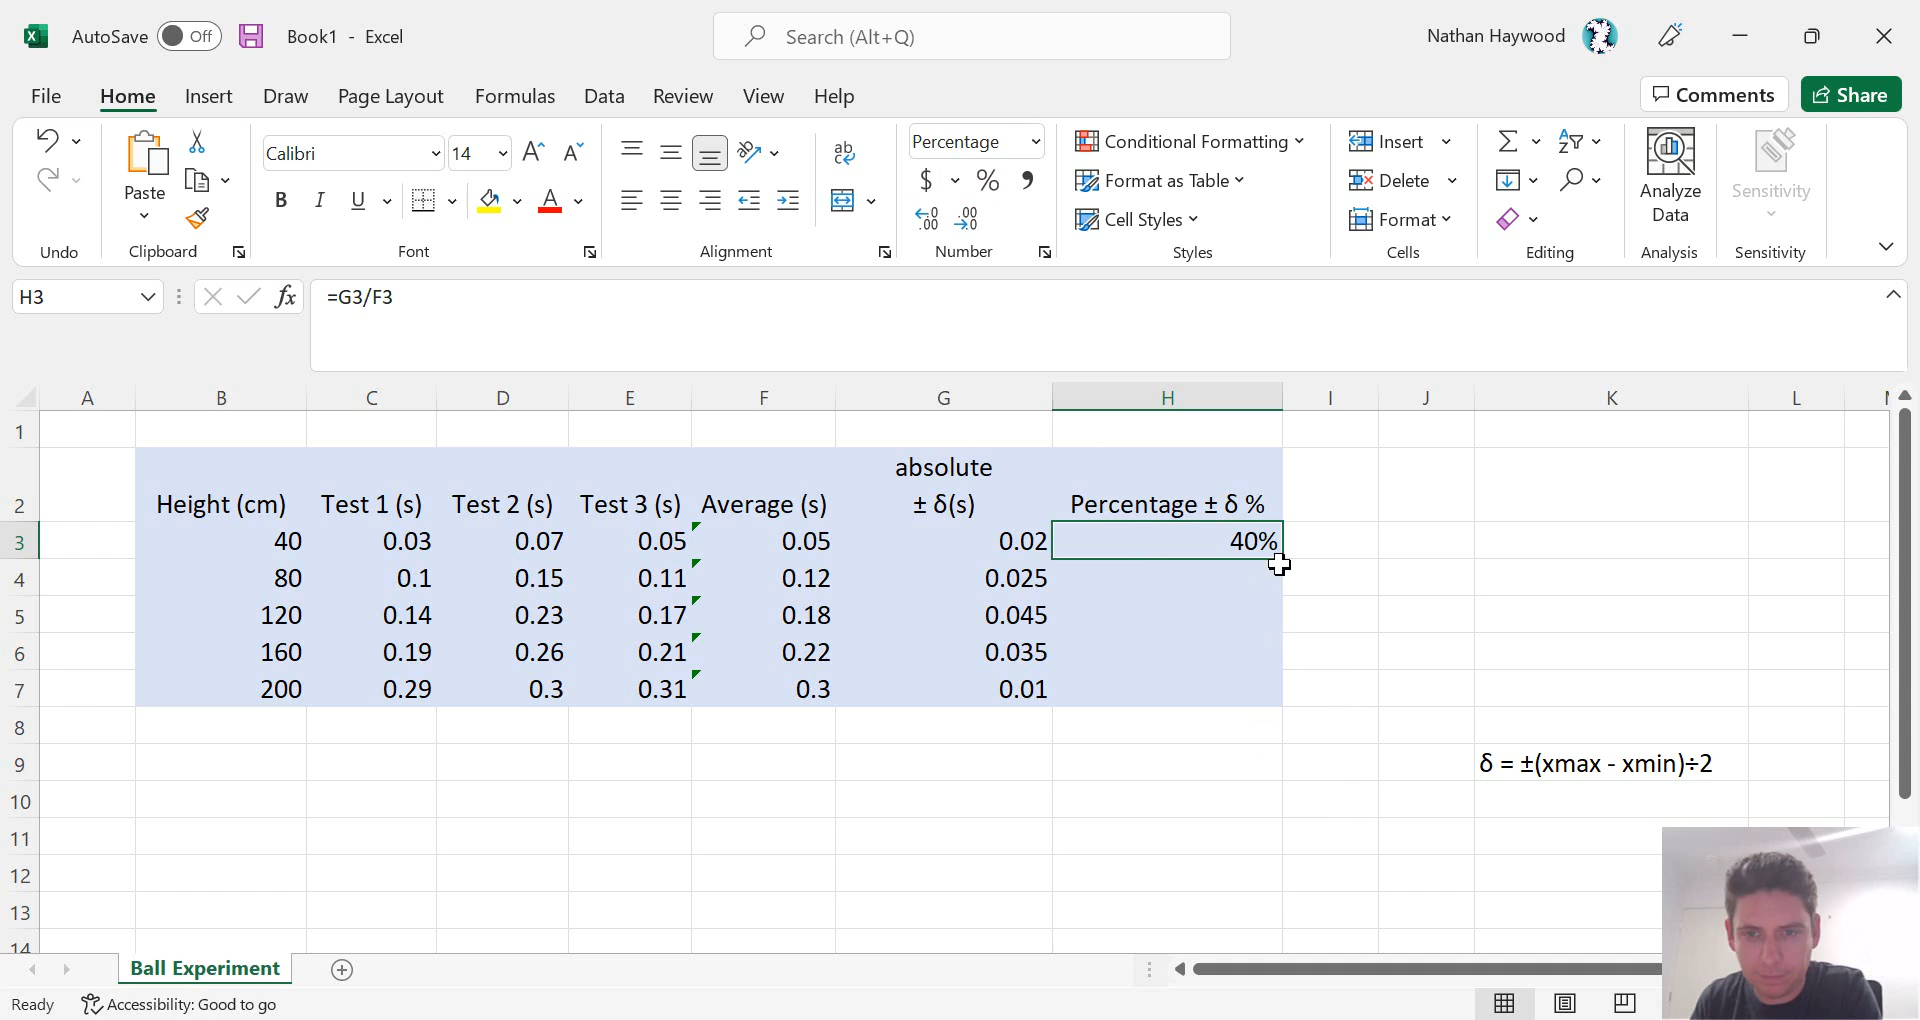 AutoSave Off Book1 - Excel
Search (Alt+Q)
Nathan Haywood
File Home Insert Draw Page Layout Formulas Data Review View Help
Comments Share
Calibri 14
Percentage
Paste
B I U
ab
$ % ,
.00
.00
Conditional Formatting
Format as Table
Cell Styles
Insert
Delete
Format
Analyze
Data
Sensitivity
Undo Clipboard Font Alignment Number Styles Cells Editing Analysis Sensitivity
H3 fx =G3/F3
A B C D E F G H I J K L
1
absolute
2 Height (cm) Test 1 (s) Test 2 (s) Test 3 (s) Average (s) ± δ(s) Percentage ± δ %
3 40 0.03 0.07 0.05 0.05 0.02 40%
4 80 0.1 0.15 0.11 0.12 0.025
5 120 0.14 0.23 0.17 0.18 0.045
6 160 0.19 0.26 0.21 0.22 0.035
7 200 0.29 0.3 0.31 0.3 0.01
8
9 δ = ±(xmax - xmin)÷2
10
11
12
13
14
Ball Experiment
Ready Accessibility: Good to go